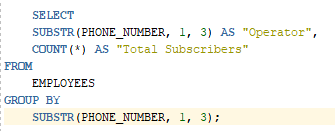 SELECT
SUBSTR(PHONE_NUMBER, 1, 3) AS "Operator",
COUNT(*) AS "Total Subscribers"
FROM
EMPLOYEES
GROUP BY
SUBSTR(PHONE_NUMBER, 1, 3);